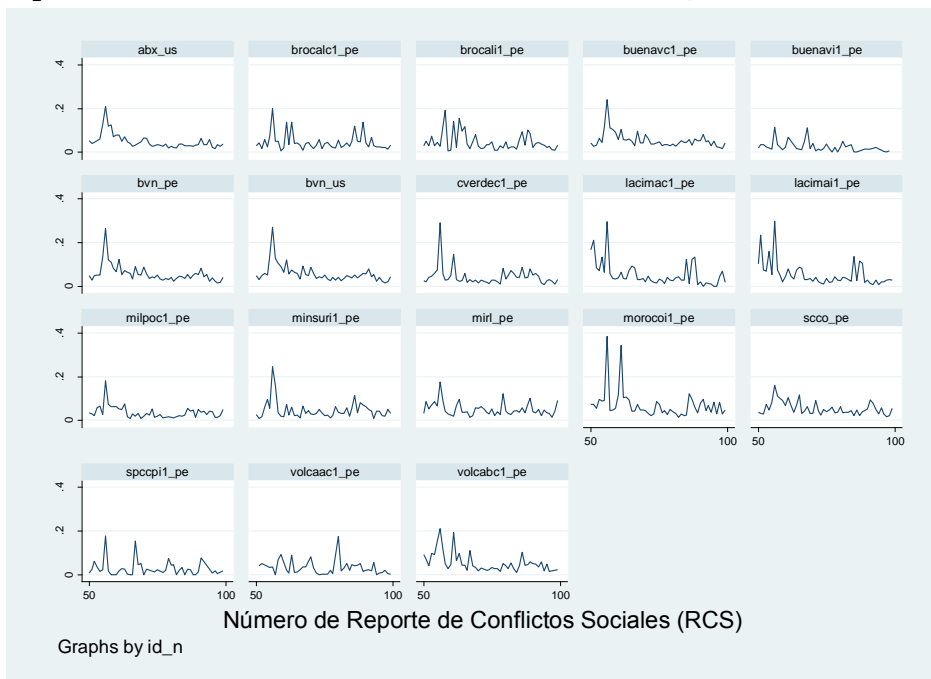 abx_us brocalc1_pe brocali1_pe buenavc1_pe buenavi1_pe
.4
.2
0
bvn_pe bvn_us cverdec1_pe lacimac1_pe lacimai1_pe
.4
.2
0
milpoc1_pe minsuri1_pe mirl_pe morocoi1_pe scco_pe
.4
.2
0
50 100 50 100
spccpi1_pe volcaac1_pe volcabc1_pe
.4
.2
0
50 100 50 100 50 100
Número de Reporte de Conflictos Sociales (RCS)
Graphs by id_n